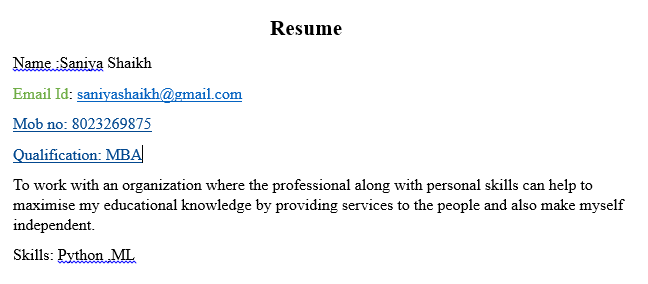 Resume
Name :Saniya Shaikh
Email Id: saniyashaikh@gmail.com
Mob no: 8023269875
Qualification: MBA
To work with an organization where the professional along with personal skills can help to
maximise my educational knowledge by providing services to the people and also make myself
independent.
Skills: Python ,ML